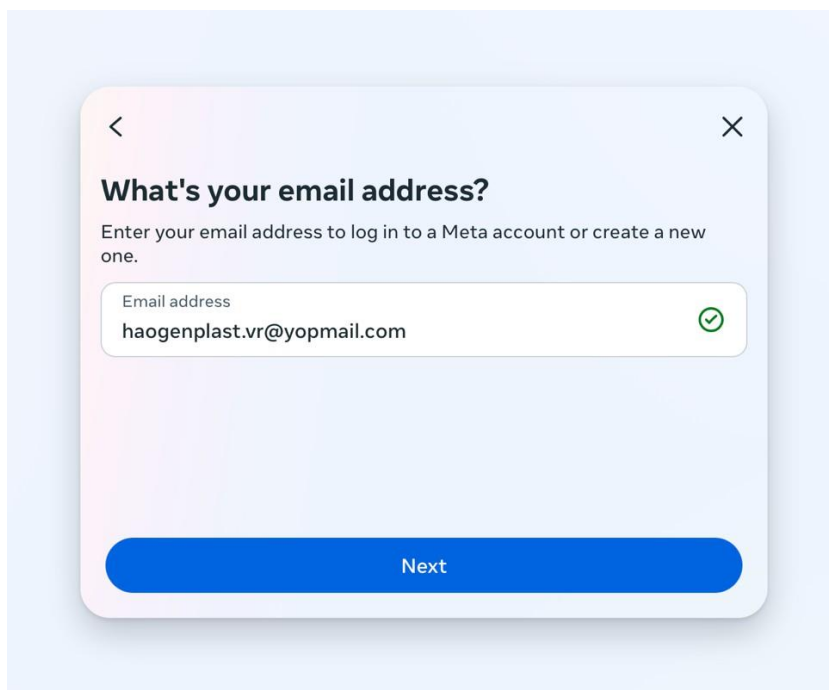 What's your email address?
Enter your email address to log in to a Meta account or create a new
one.
Email address
haogenplast.vr@yopmail.com
Next